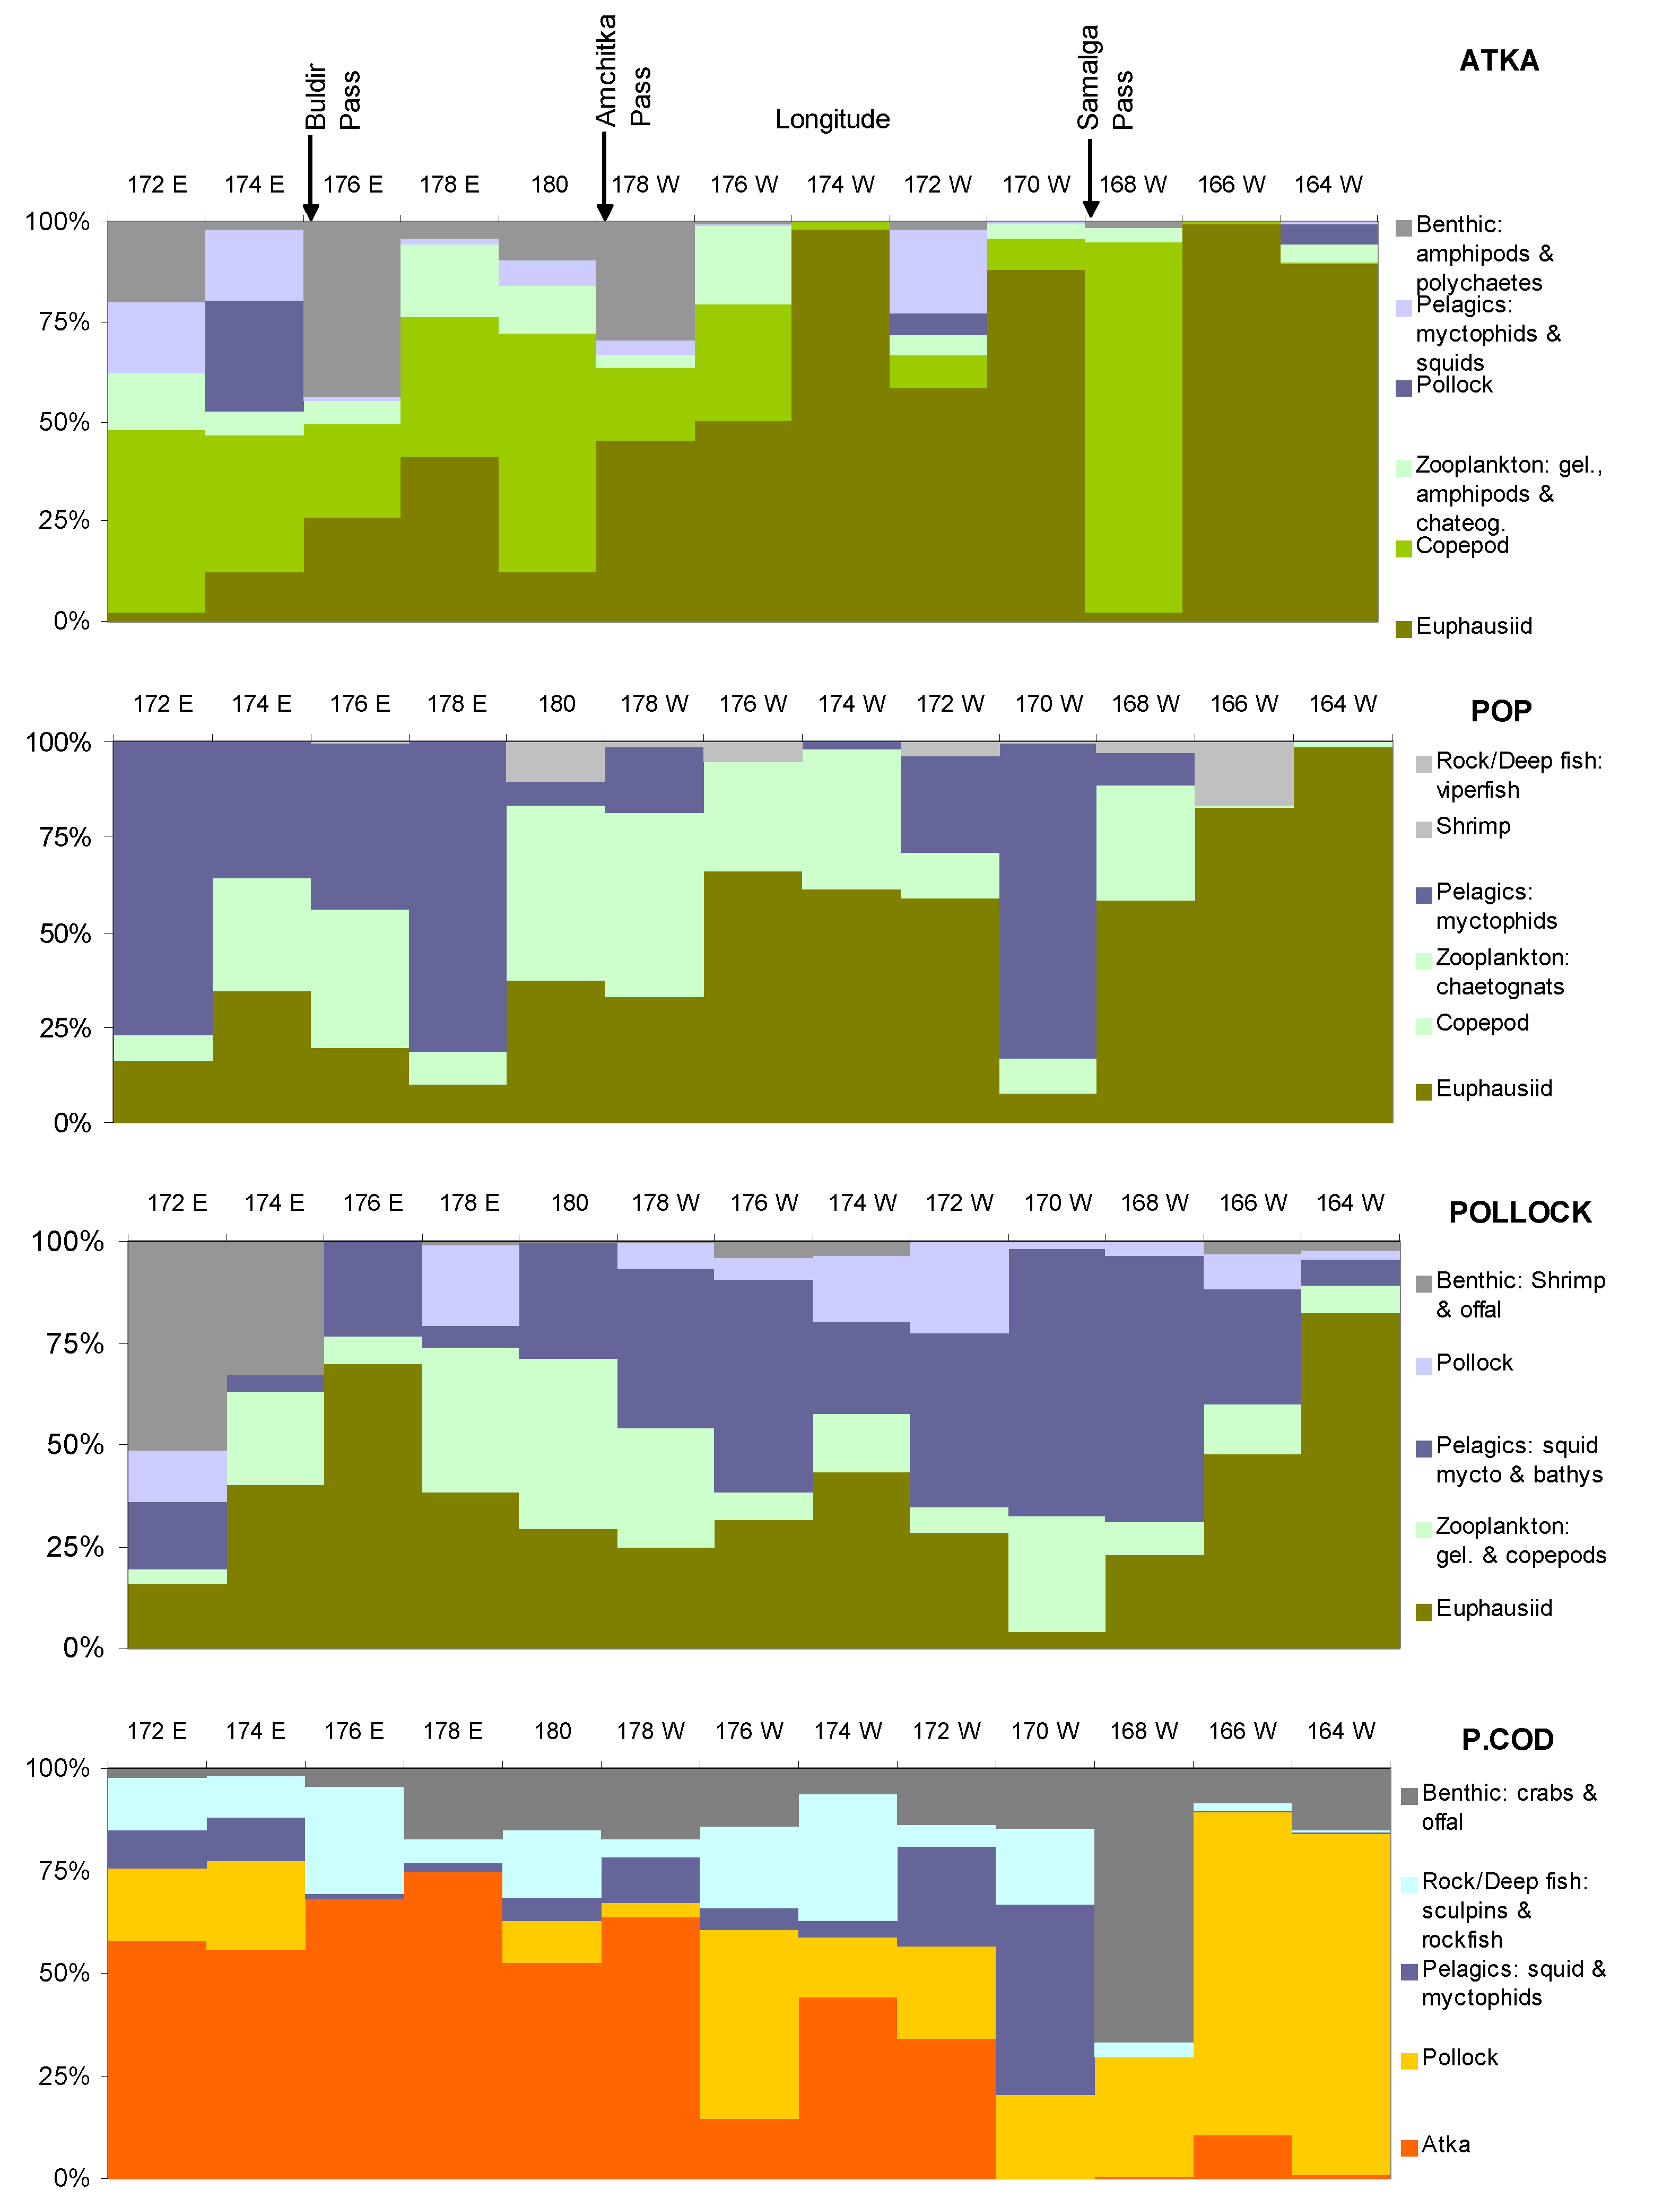 Buldir
Pass
Amchitka
Pass
Samalga
Pass
ATKA
Longitude
172 E 174 E 176 E 178 E 180 178 W 176 W 174 W 172 W 170 W 168 W 166 W 164 W
100%
75%
50%
25%
0%
Benthic:
amphipods &
polychaetes
Pelagics:
myctophids &
squids
Pollock
Zooplankton: gel.,
amphipods &
chateog.
Copepod
Euphausiid
172 E 174 E 176 E 178 E 180 178 W 176 W 174 W 172 W 170 W 168 W 166 W 164 W
POP
100%
75%
50%
25%
0%
Rock/Deep fish:
viperfish
Shrimp
Pelagics:
myctophids
Zooplankton:
chaetognats
Copepod
Euphausiid
172 E 174 E 176 E 178 E 180 178 W 176 W 174 W 172 W 170 W 168 W 166 W 164 W
POLLOCK
100%
75%
50%
25%
0%
Benthic: Shrimp
& offal
Pollock
Pelagics: squid
mycto & bathys
Zooplankton:
gel. & copepods
Euphausiid
172 E 174 E 176 E 178 E 180 178 W 176 W 174 W 172 W 170 W 168 W 166 W 164 W
P.COD
100%
75%
50%
25%
0%
Benthic: crabs &
offal
Rock/Deep fish:
sculpins &
rockfish
Pelagics: squid &
myctophids
Pollock
Atka